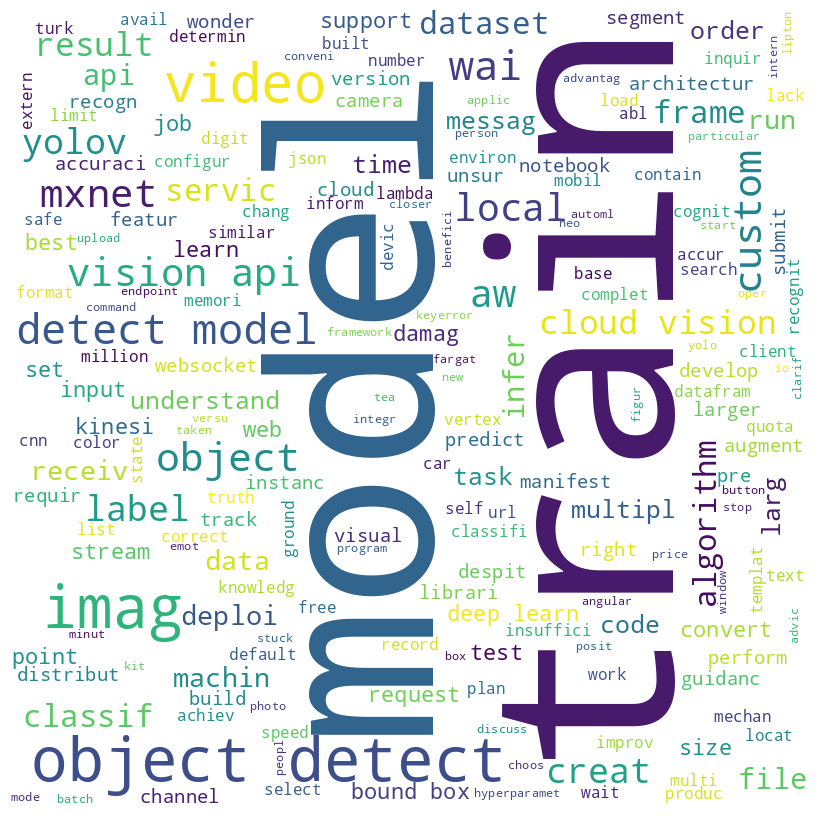 turk
avail
wonder
support
dataset
segment
order
lipton
determin
result
built
number
wai
intern
extern
api
video
conveni
version
advantag
architectur
inquir
recogn
camera
applic
load
abl
lack
limit
job
messag
frame
run
yolov
digit
person
particular
accuraci
configur
json
time
environ
notebook
contain
mxnet
servic
cloud
lambda
unsur
mobil
custom
cognit
safe
featur
chang
inform
closer
local
automl
start
submit
best
upload
learn
similar
devic
benefici
neo
accur
search
recognit
vision api
base
format
endpoint
memori
aw
complet
oper
command
keyerror
detect model
framework
damag
cloud vision
yolo
io
million
websocket
fargat
infer
client
clarif
set
new
develop
input
understand
tea
vertex
figur
datafram
larger
versu
integr
quota
kinesi
taken
web
predict
augment
cnn
color
object
car
state
task
manifest
pre
receiv
instanc
algorithm
button
requir
truth
self
url
multipl
larg
stop
label
track
list
correct
ground
visual
classifi
emot
program
right
price
stream
data
despit
templat
text
imag
knowledg
librari
angular
window
model
train
deploi
free
deep learn
code
minut
stuck
record
insuffici
convert
advic
point
kit
default
box
test
posit
perform
distribut
machin
request
plan
work
guidanc
build
classif
achiev
photo
mechan
speed
discuss
improv
size
locat
object detect
peopl
choos
creat
multi
file
mode
batch
channel
select
bound box
hyperparamet
wait
produc